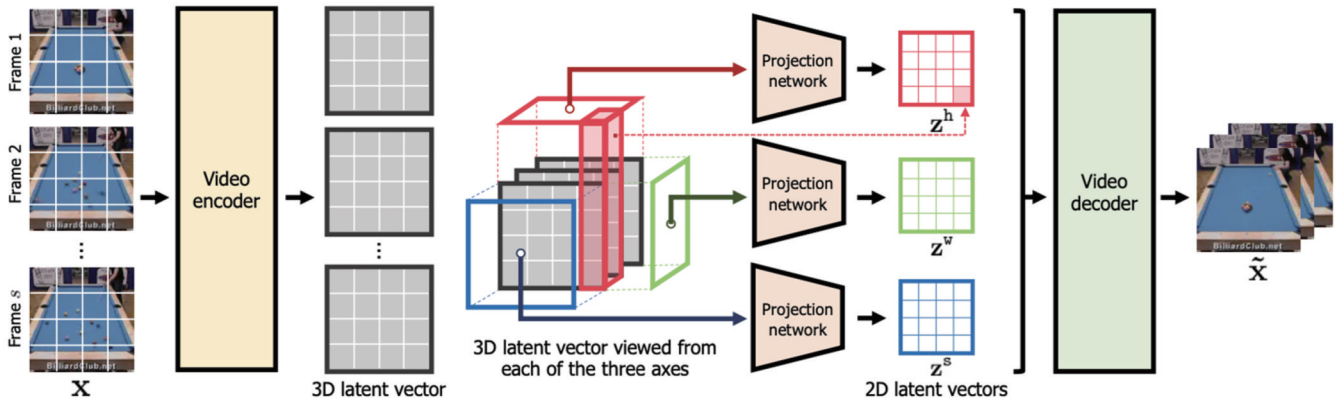 Frame 1
BilliardClub.net
Frame 2
BilliardClub.net
⋮
Frame s
BilliardClub.net
x
Video
encoder
⋮
3D latent vector
3D latent vector viewed from
each of the three axes
Projection
network
z^h
Projection
network
z^w
Projection
network
z^s
2D latent vectors
Video
decoder
BilliardClub.net
x̃